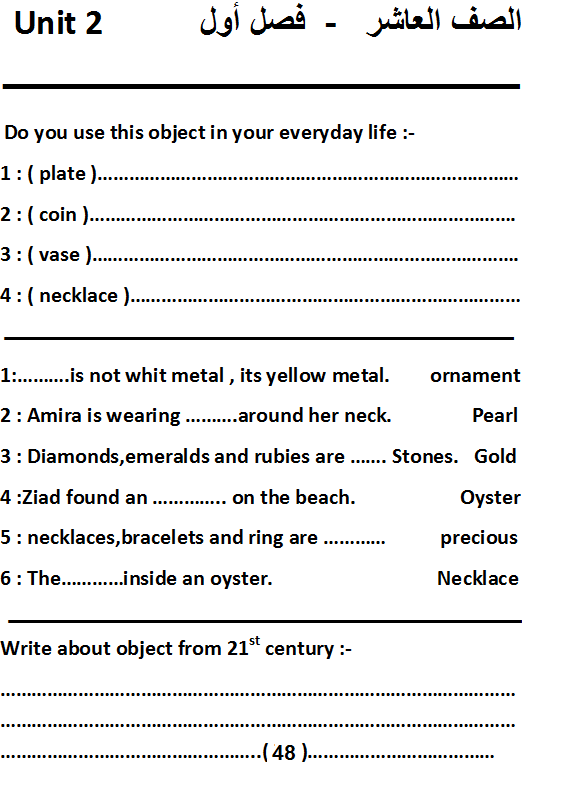 Unit 2 الصف العاشر - فصل أول
Do you use this object in your everyday life :-
1 : ( plate )................................................................................
2 : ( coin ).................................................................................
3 : ( vase ).................................................................................
4 : ( necklace )..........................................................................
1:..........is not whit metal , its yellow metal. ornament
2 : Amira is wearing ..........around her neck. Pearl
3 : Diamonds,emeralds and rubies are ....... Stones. Gold
4 :Ziad found an .............. on the beach. Oyster
5 : necklaces,bracelets and ring are ............ precious
6 : The............inside an oyster. Necklace
Write about object from 21st century :-
...................................................................................................
...................................................................................................
..................................................( 48 )....................................